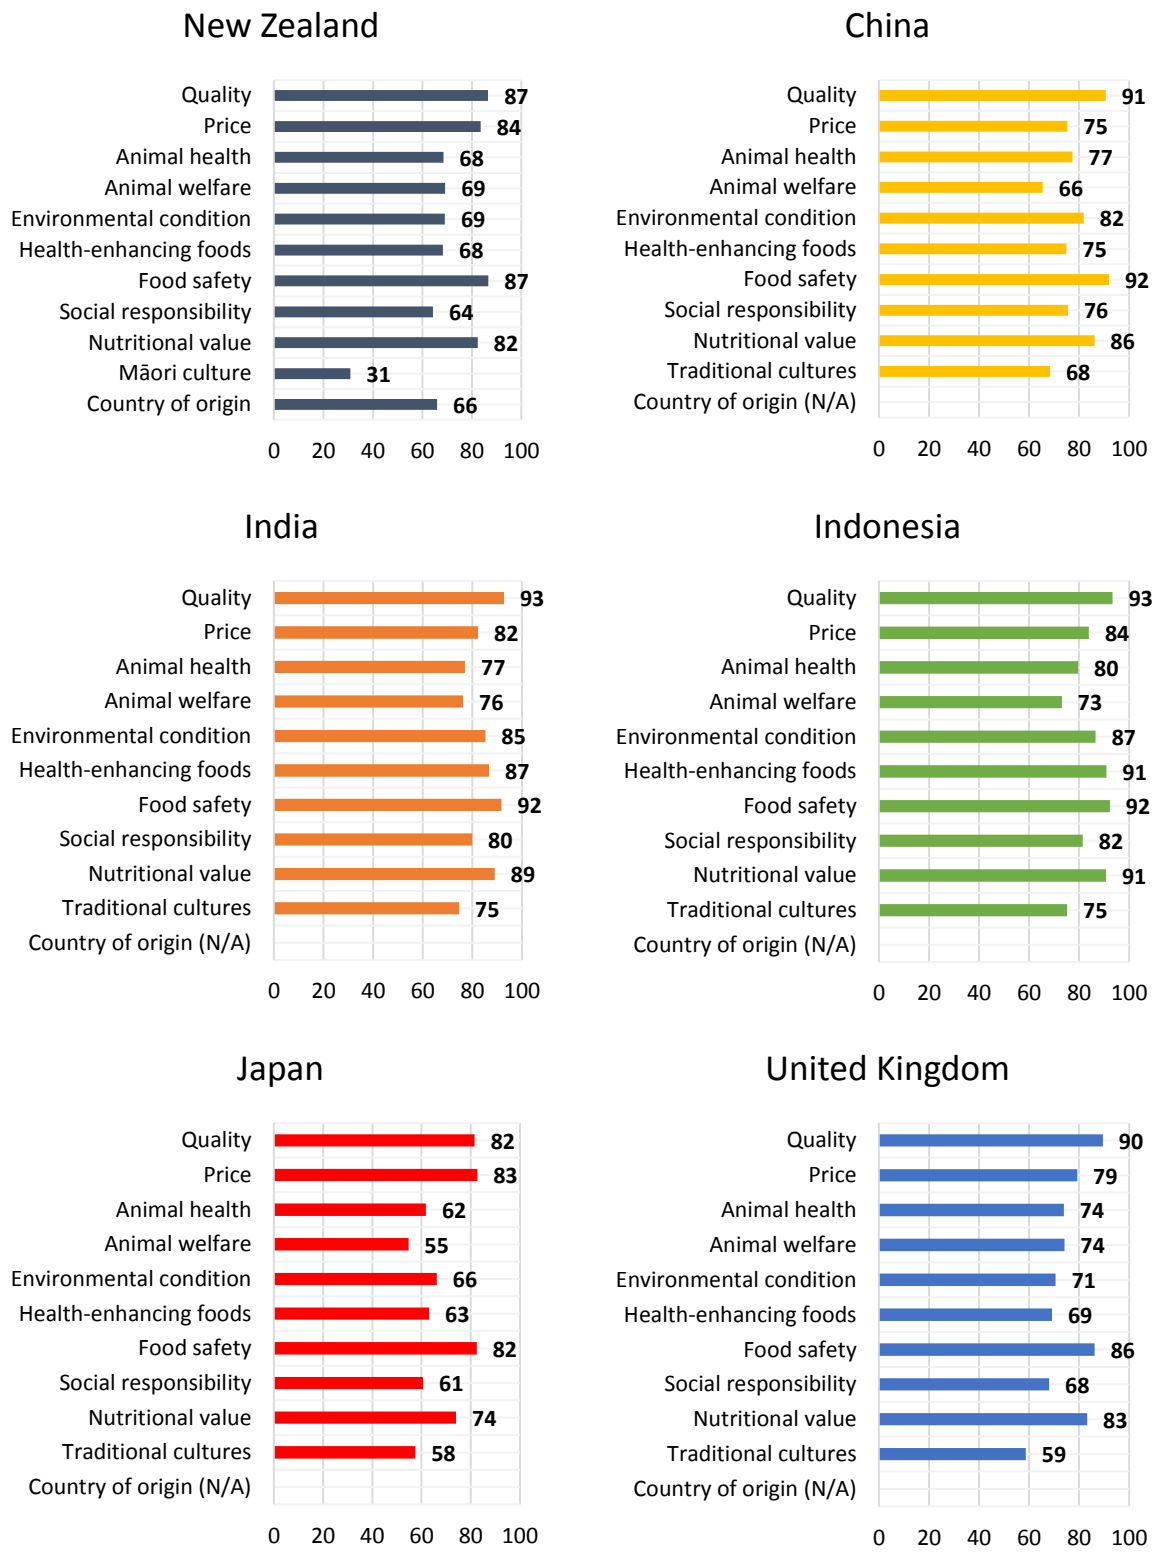 New Zealand
Quality 87
Price 84
Animal health 68
Animal welfare 69
Environmental condition 69
Health-enhancing foods 68
Food safety 87
Social responsibility 64
Nutritional value 82
Māori culture 31
Country of origin 66
0 20 40 60 80 100
China
Quality 91
Price 75
Animal health 77
Animal welfare 66
Environmental condition 82
Health-enhancing foods 75
Food safety 92
Social responsibility 76
Nutritional value 86
Traditional cultures 68
Country of origin (N/A)
0 20 40 60 80 100
India
Quality 93
Price 82
Animal health 77
Animal welfare 76
Environmental condition 85
Health-enhancing foods 87
Food safety 92
Social responsibility 80
Nutritional value 89
Traditional cultures 75
Country of origin (N/A)
0 20 40 60 80 100
Indonesia
Quality 93
Price 84
Animal health 80
Animal welfare 73
Environmental condition 87
Health-enhancing foods 91
Food safety 92
Social responsibility 82
Nutritional value 91
Traditional cultures 75
Country of origin (N/A)
0 20 40 60 80 100
Japan
Quality 82
Price 83
Animal health 62
Animal welfare 55
Environmental condition 66
Health-enhancing foods 63
Food safety 82
Social responsibility 61
Nutritional value 74
Traditional cultures 58
Country of origin (N/A)
0 20 40 60 80 100
United Kingdom
Quality 90
Price 79
Animal health 74
Animal welfare 74
Environmental condition 71
Health-enhancing foods 69
Food safety 86
Social responsibility 68
Nutritional value 83
Traditional cultures 59
Country of origin (N/A)
0 20 40 60 80 100